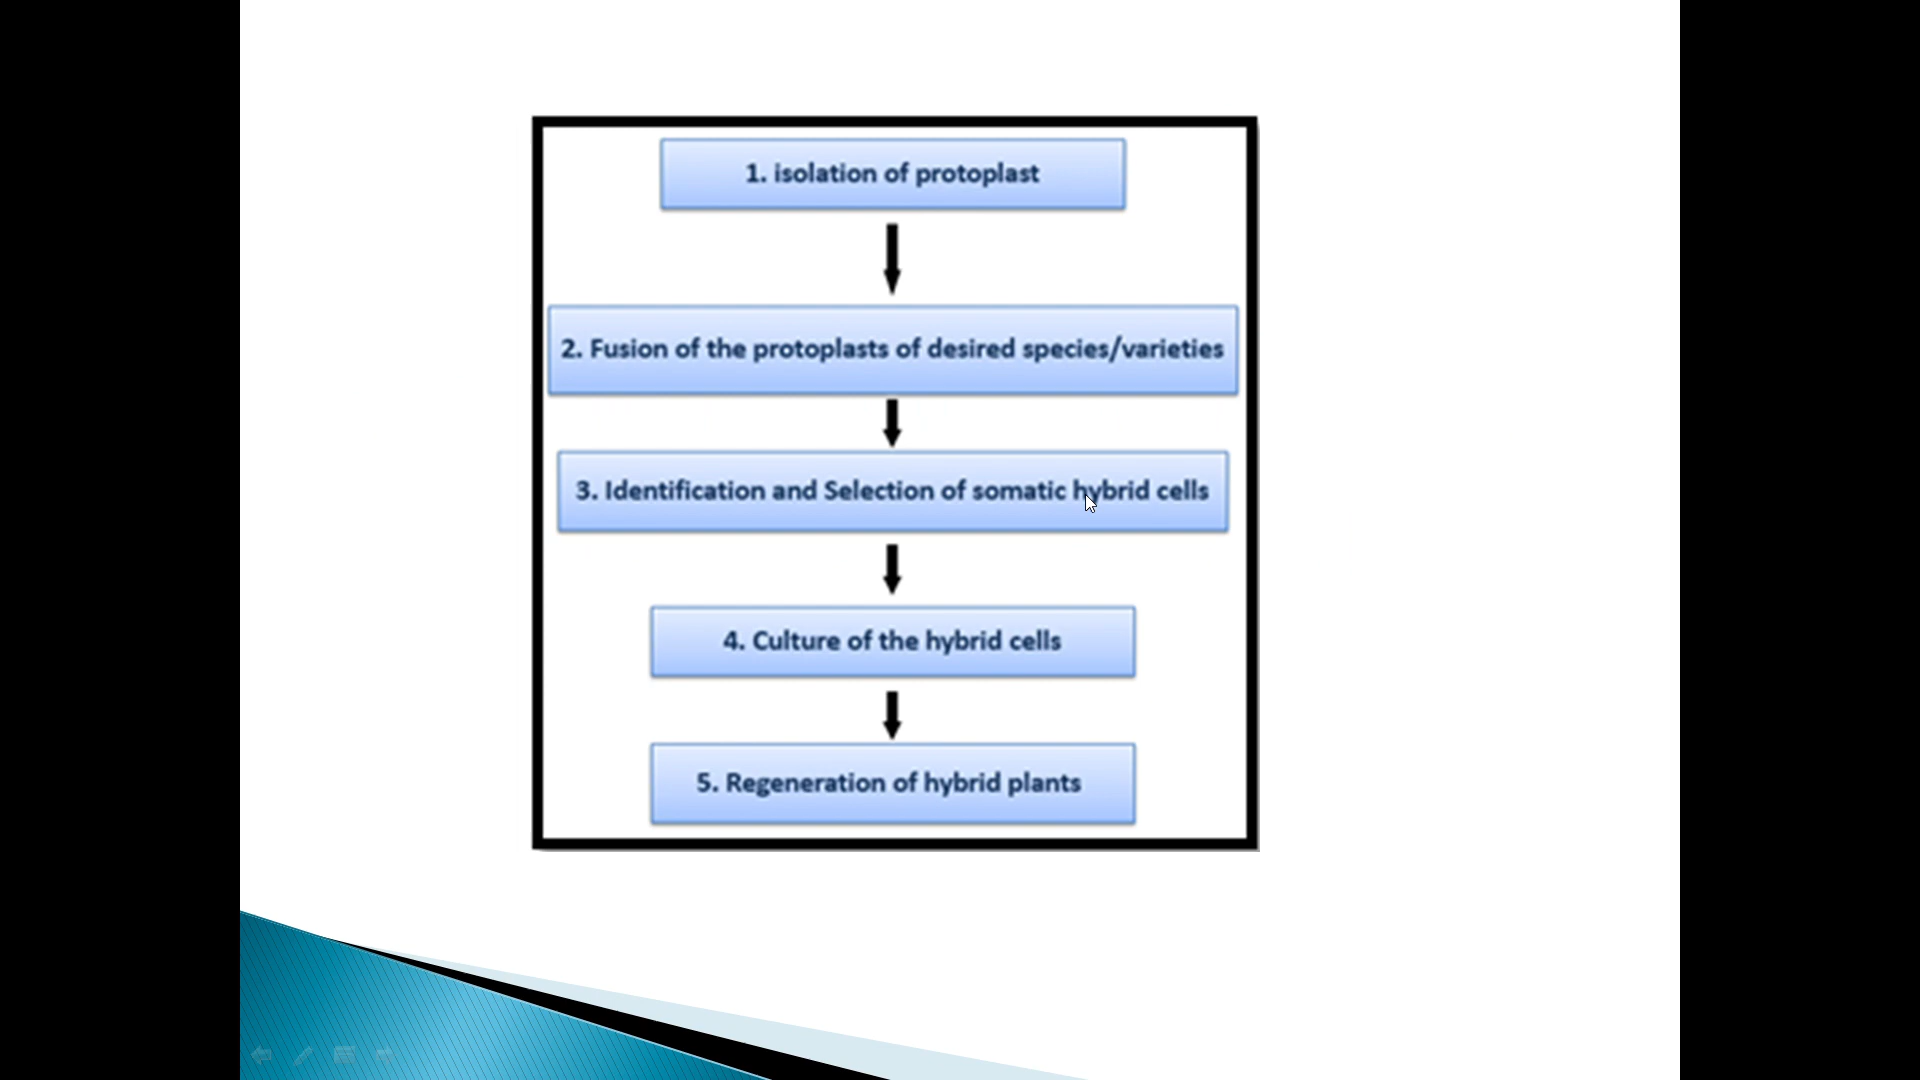 1. isolation of protoplast
2. Fusion of the protoplasts of desired species/varieties
3. Identification and Selection of somatic hybrid cells
4. Culture of the hybrid cells
5. Regeneration of hybrid plants